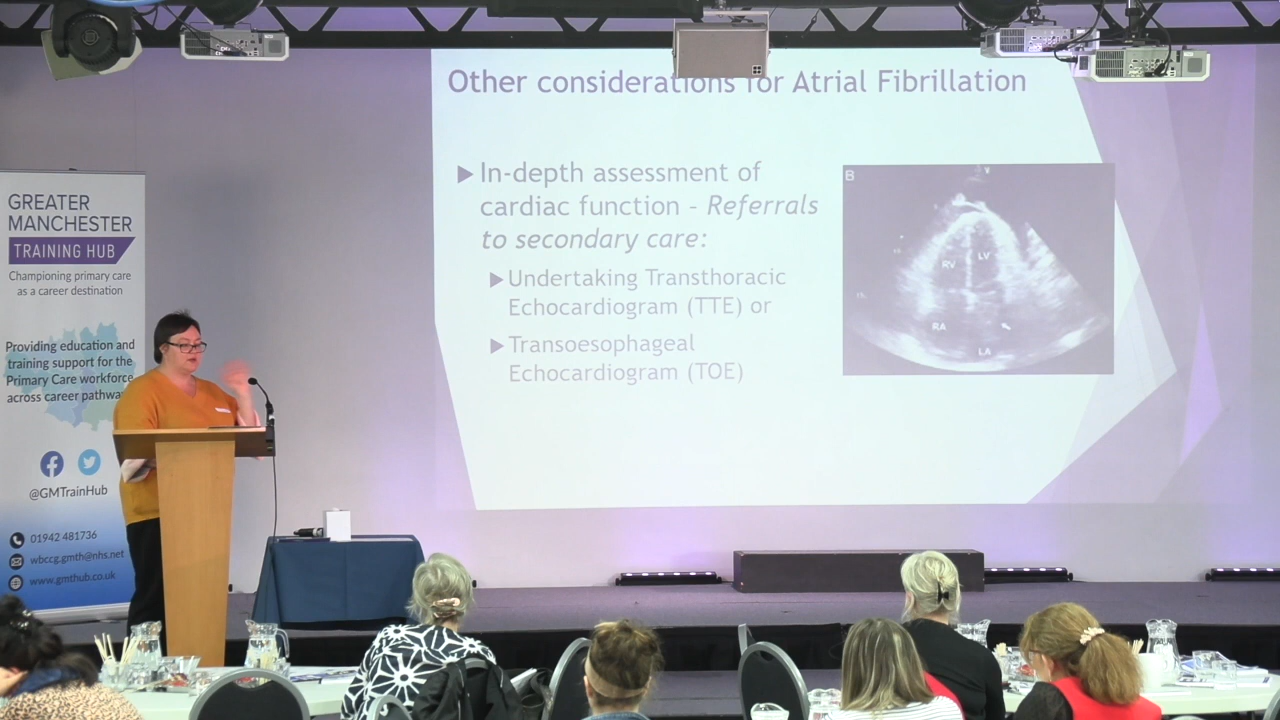 Other considerations for Atrial Fibrillation
In-depth assessment of
cardiac function – Referrals
to secondary care:
Undertaking Transthoracic
Echocardiogram (TTE) or
Transoesophageal
Echocardiogram (TOE)
B
V
RV
LV
RA
LA
GREATER
MANCHESTER
TRAINING HUB
Championing primary care
as a career destination
Providing education and
training support for the
Primary Care workforce
across career pathway
@GMTrainHub
01942 481736
wbccg.gmth@nhs.net
www.gmthub.co.uk